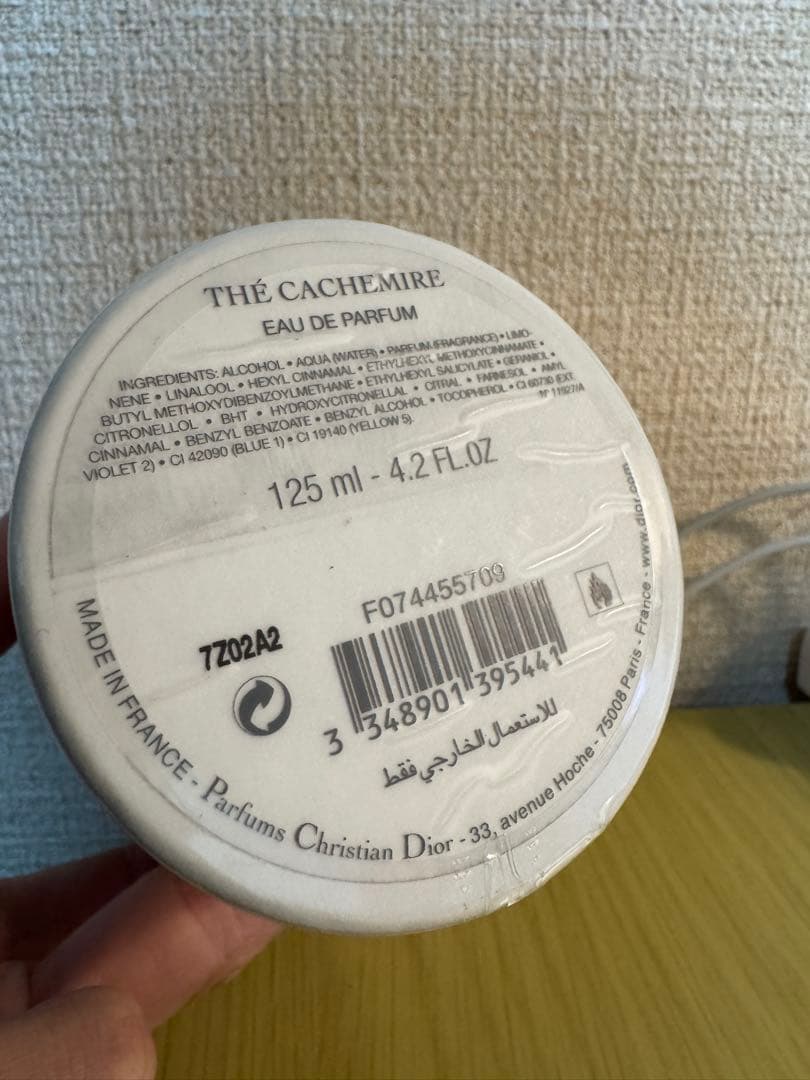 THÉ CACHEMIRE
EAU DE PARFUM
INGREDIENTS: ALCOHOL • AQUA (WATER) • PARFUM (FRAGRANCE) • LIMO-
NENE • LINALOOL • HEXYL CINNAMAL • ETHYLHEXYL METHOXYCINNAMATE •
BUTYL METHOXYDIBENZOYLMETHANE • ETHYLHEXYL SALICYLATE • GERANIOL •
CITRONELLOL • BHT • HYDROXYCITRONELLAL • CITRAL • FARNESOL • AMYL
CINNAMAL • BENZYL BENZOATE • BENZYL ALCOHOL • TOCOPHEROL • CI 60730 (EXT.
VIOLET 2) • CI 42090 (BLUE 1) • CI 19140 (YELLOW 5).
N° 11927/A
125 ml - 4.2 FL.OZ
F074455709
7Z02A2
3 348901 395441
للاستعمال الخارجي فقط
MADE IN FRANCE - Parfums Christian Dior - 33, avenue Hoche - 75008 Paris - France - www.dior.com